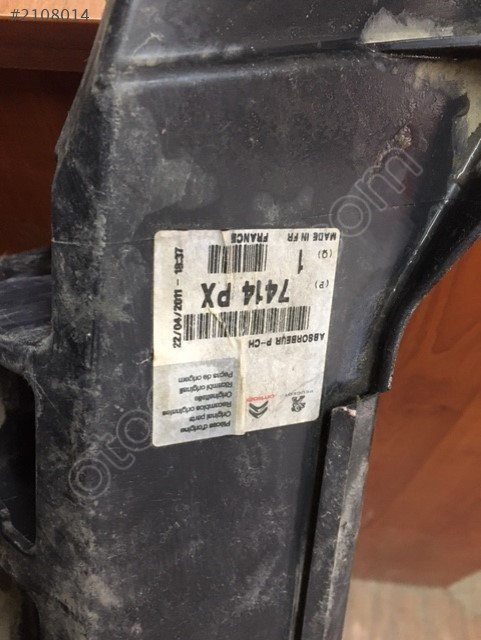 #2108014
Pièces d'origine
Original parts
Recambios originales
Originalteile
Ricambi originali
Peças de origem
ABSORBEUR P-CH
(P) 7414 PX
(Q) 1
22/04/2011 - 18:37
MADE IN FR FRANCE